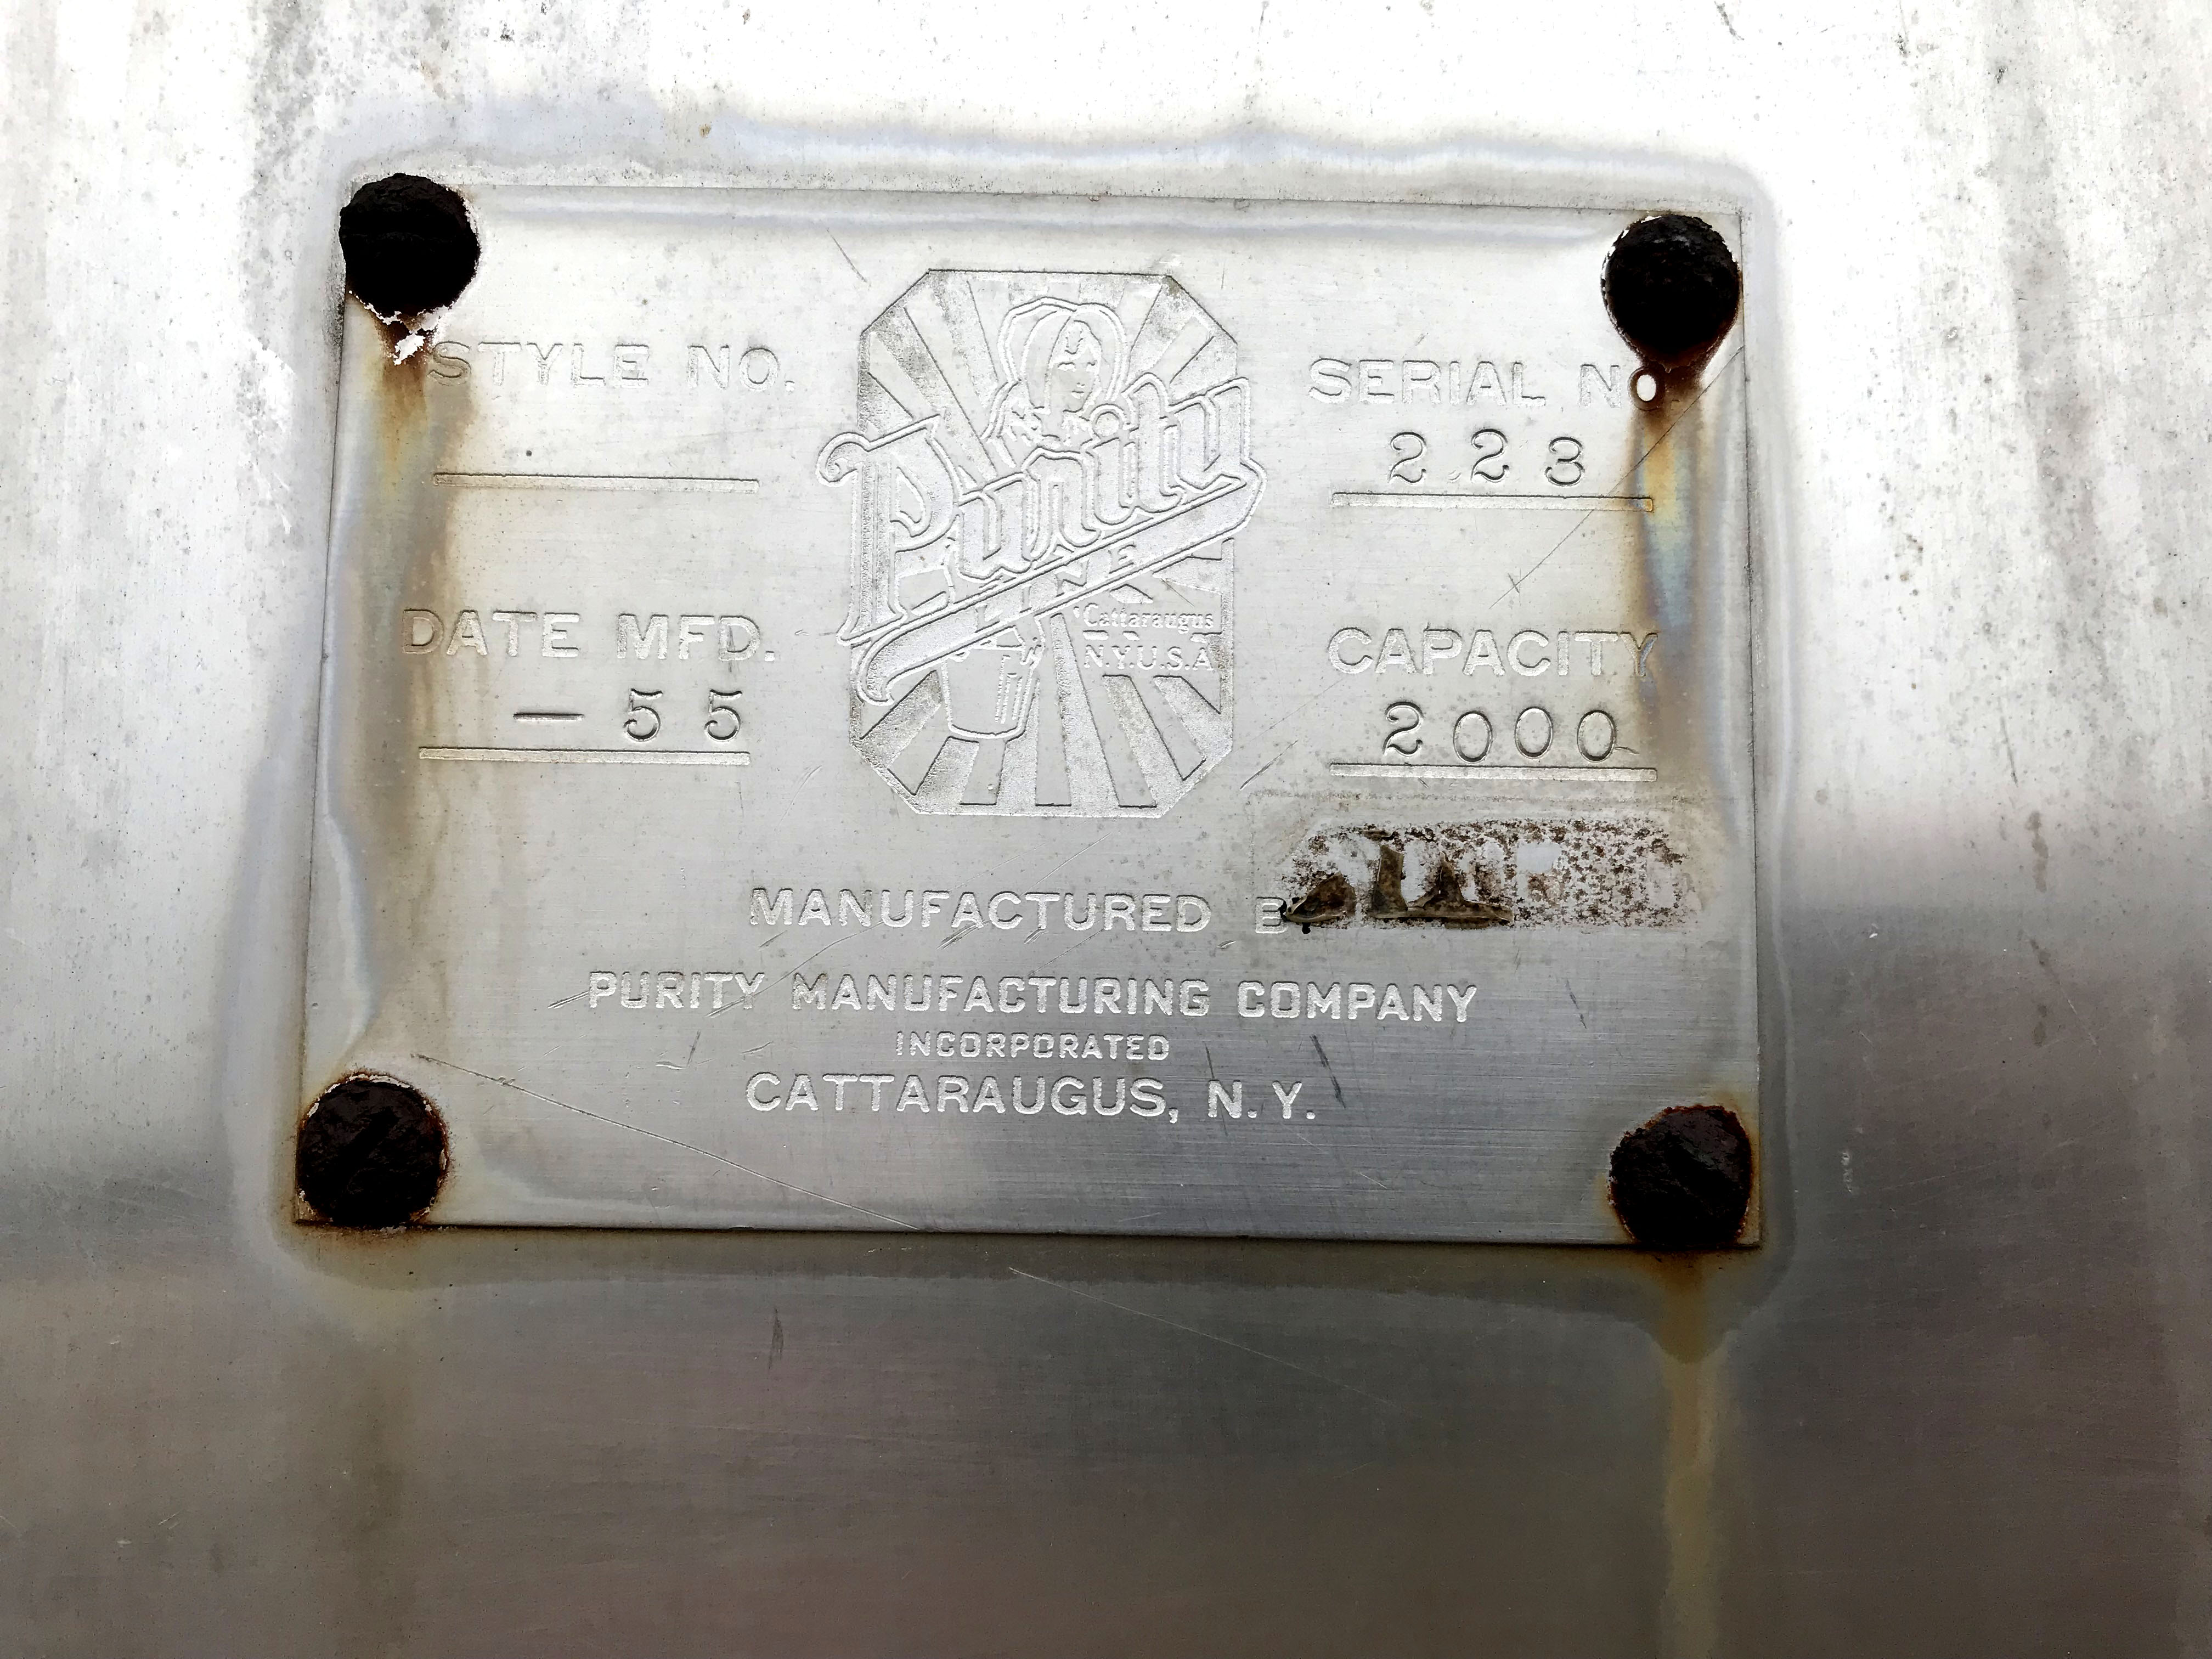 STYLE NO.
SERIAL NO
223
Purity
LINE
Cattaraugus
N.Y.U.S.A
DATE MFD.
- 55
CAPACITY
2000
MANUFACTURED
PURITY MANUFACTURING COMPANY
INCORPORATED
CATTARAUGUS, N.Y.